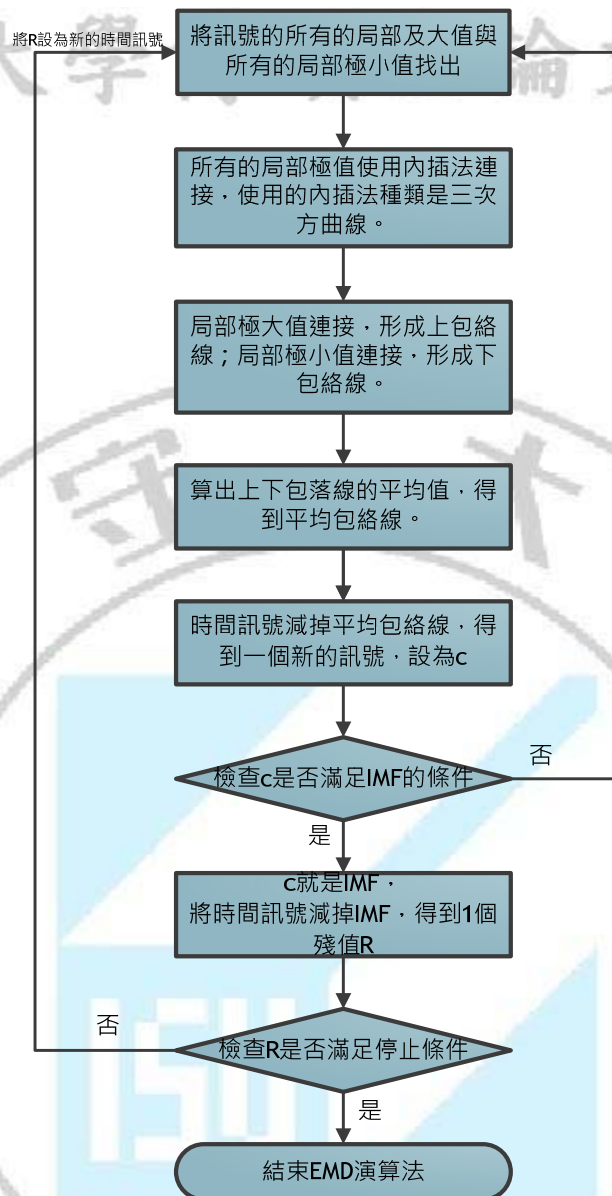 將R設為新的時間訊號
將訊號的所有的局部及大值與
所有的局部極小值找出
所有的局部極值使用內插法連
接，使用的內插法種類是三次
方曲線。
局部極大值連接，形成上包絡
線；局部極小值連接，形成下
包絡線。
算出上下包落線的平均值，得
到平均包絡線。
時間訊號減掉平均包絡線，得
到一個新的訊號，設為c
檢查c是否滿足IMF的條件
否
是
c就是IMF，
將時間訊號減掉IMF，得到1個
殘值R
否
檢查R是否滿足停止條件
是
結束EMD演算法
大學
論
守 大
ISU